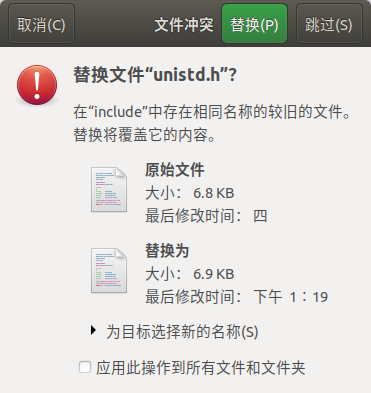 取消(C) 文件冲突 替换(P) 跳过(S)
替换文件“unistd.h”？
在“include”中存在相同名称的较旧的文件。
替换将覆盖它的内容。
原始文件
大小： 6.8 KB
最后修改时间： 四
替换为
大小： 6.9 KB
最后修改时间： 下午 1∶19
为目标选择新的名称(S)
应用此操作到所有文件和文件夹